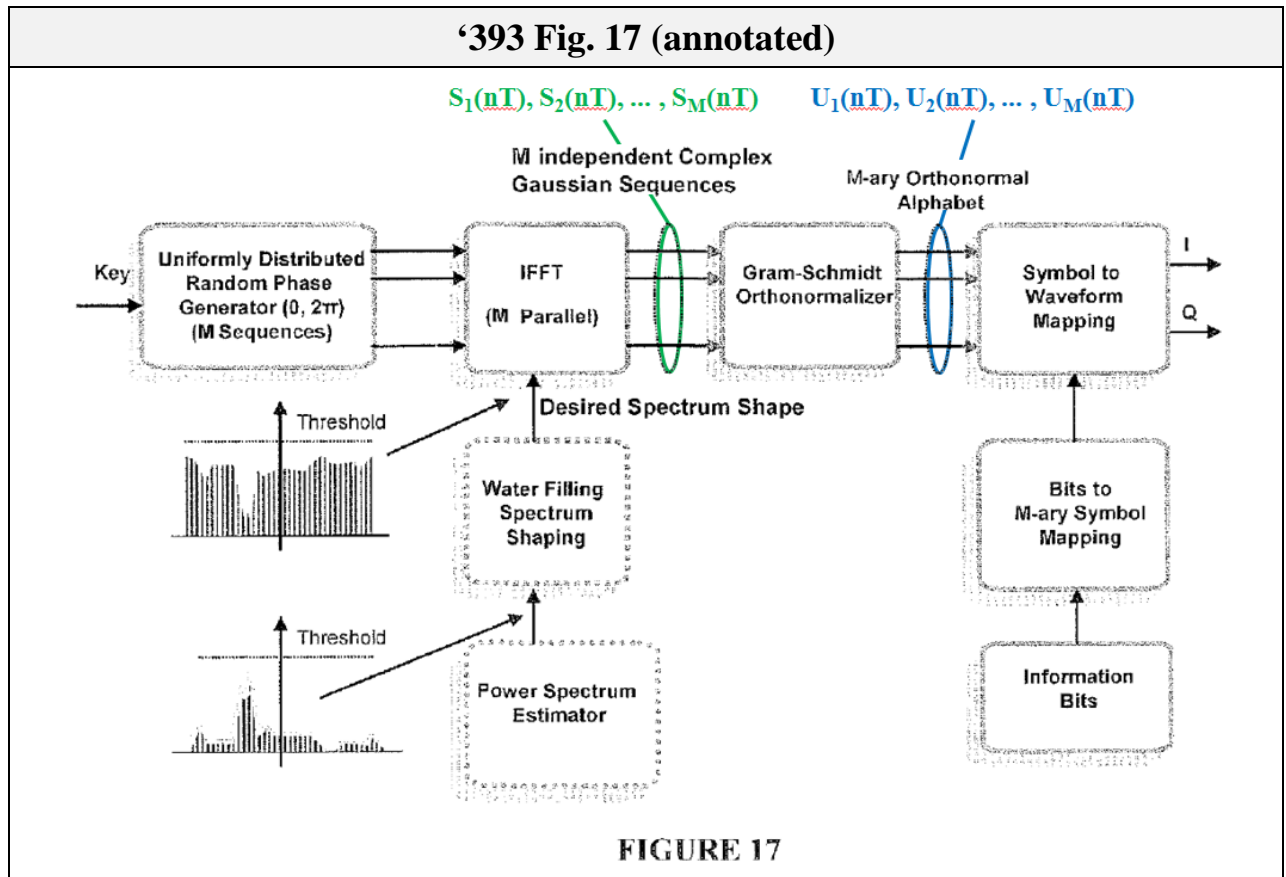 ‘393 Fig. 17 (annotated)
S1(nT), S2(nT), ... , SM(nT)
U1(nT), U2(nT), ... , UM(nT)
M independent Complex
Gaussian Sequences
M-ary Orthonormal
Alphabet
Key
Uniformly Distributed
Random Phase
Generator (0, 2π)
(M Sequences)
IFFT
(M Parallel)
Gram-Schmidt
Orthonormalizer
Symbol to
Waveform
Mapping
I
Q
Threshold
Desired Spectrum Shape
Water Filling
Spectrum
Shaping
Bits to
M-ary Symbol
Mapping
Threshold
Power Spectrum
Estimator
Information
Bits
FIGURE 17